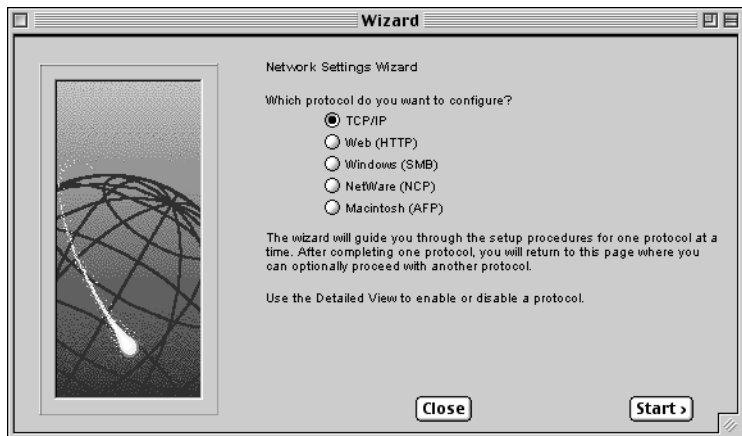 Wizard
Network Settings Wizard
Which protocol do you want to configure?
TCP/IP
Web (HTTP)
Windows (SMB)
NetWare (NCP)
Macintosh (AFP)
The wizard will guide you through the setup procedures for one protocol at a
time. After completing one protocol, you will return to this page where you
can optionally proceed with another protocol.
Use the Detailed View to enable or disable a protocol.
Close
Start ›